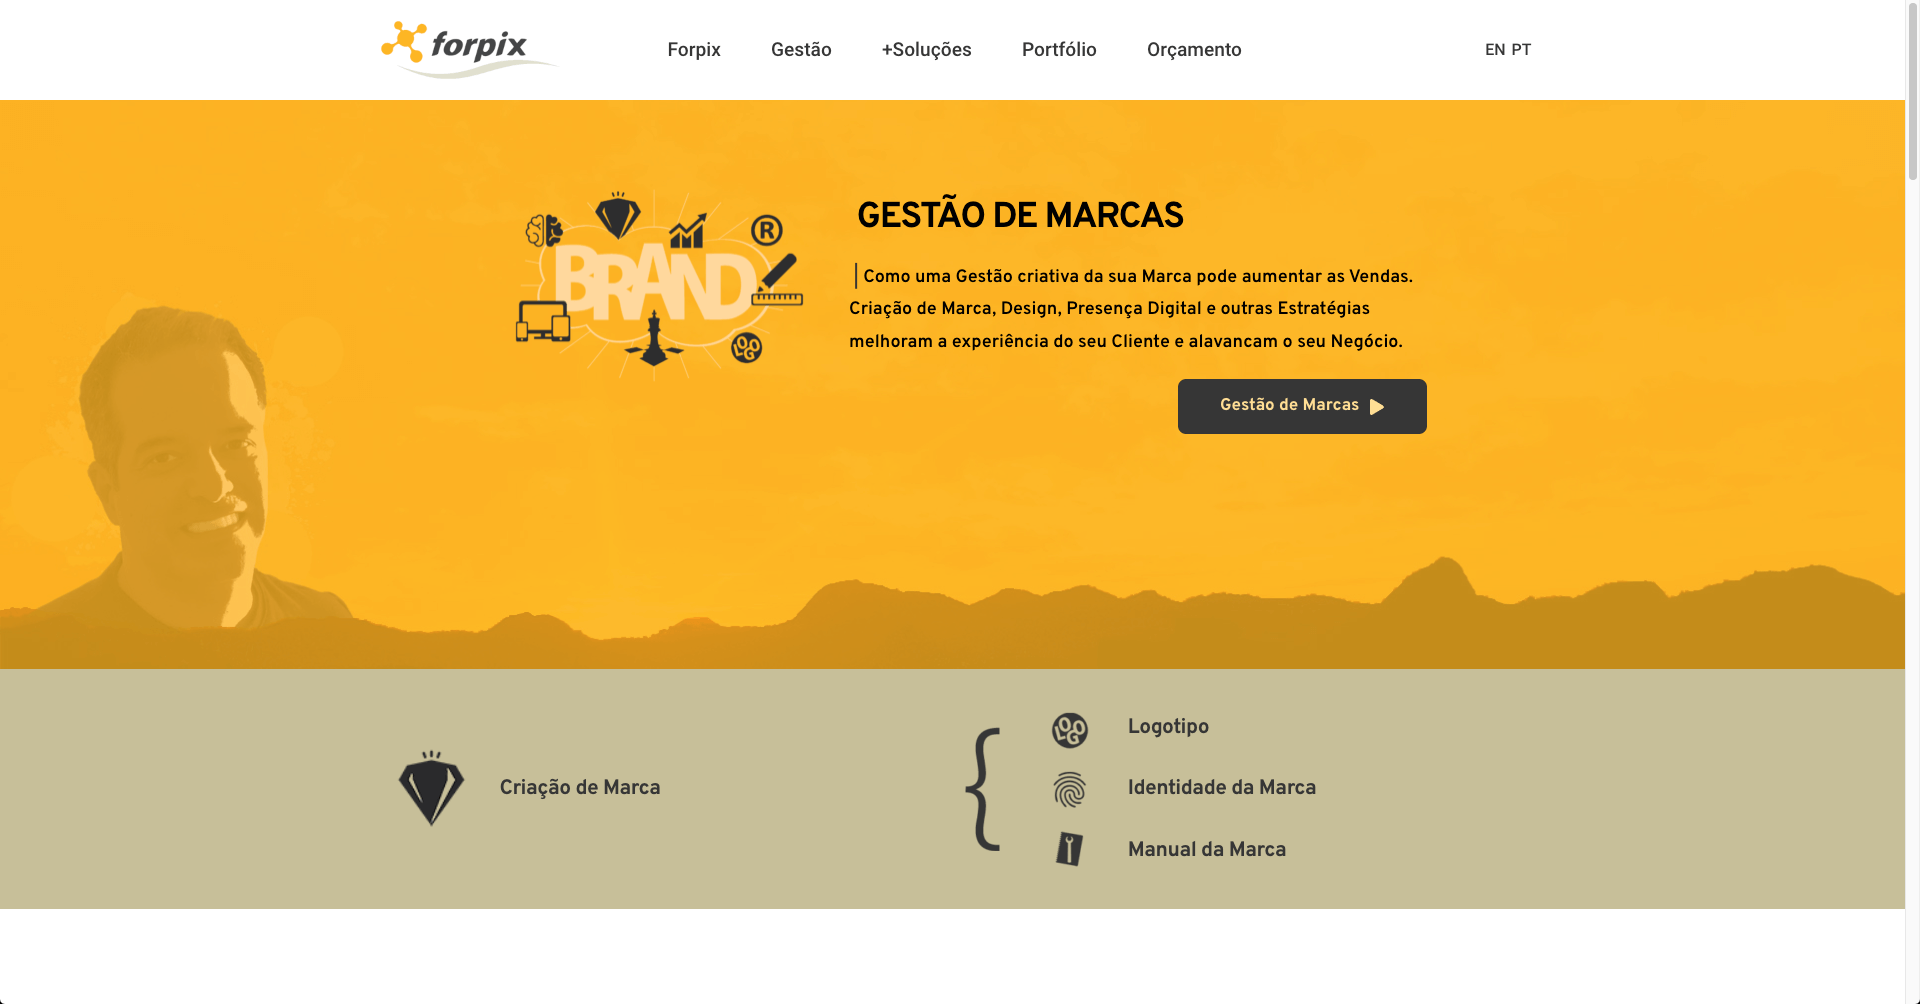 forpix
Forpix
Gestão
+Soluções
Portfólio
Orçamento
EN PT
BRAND
R
LOGO
GESTÃO DE MARCAS
| Como uma Gestão criativa da sua Marca pode aumentar as Vendas.
Criação de Marca, Design, Presença Digital e outras Estratégias
melhoram a experiência do seu Cliente e alavancam o seu Negócio.
Gestão de Marcas
Criação de Marca
{
LOGO
Logotipo
Identidade da Marca
Manual da Marca